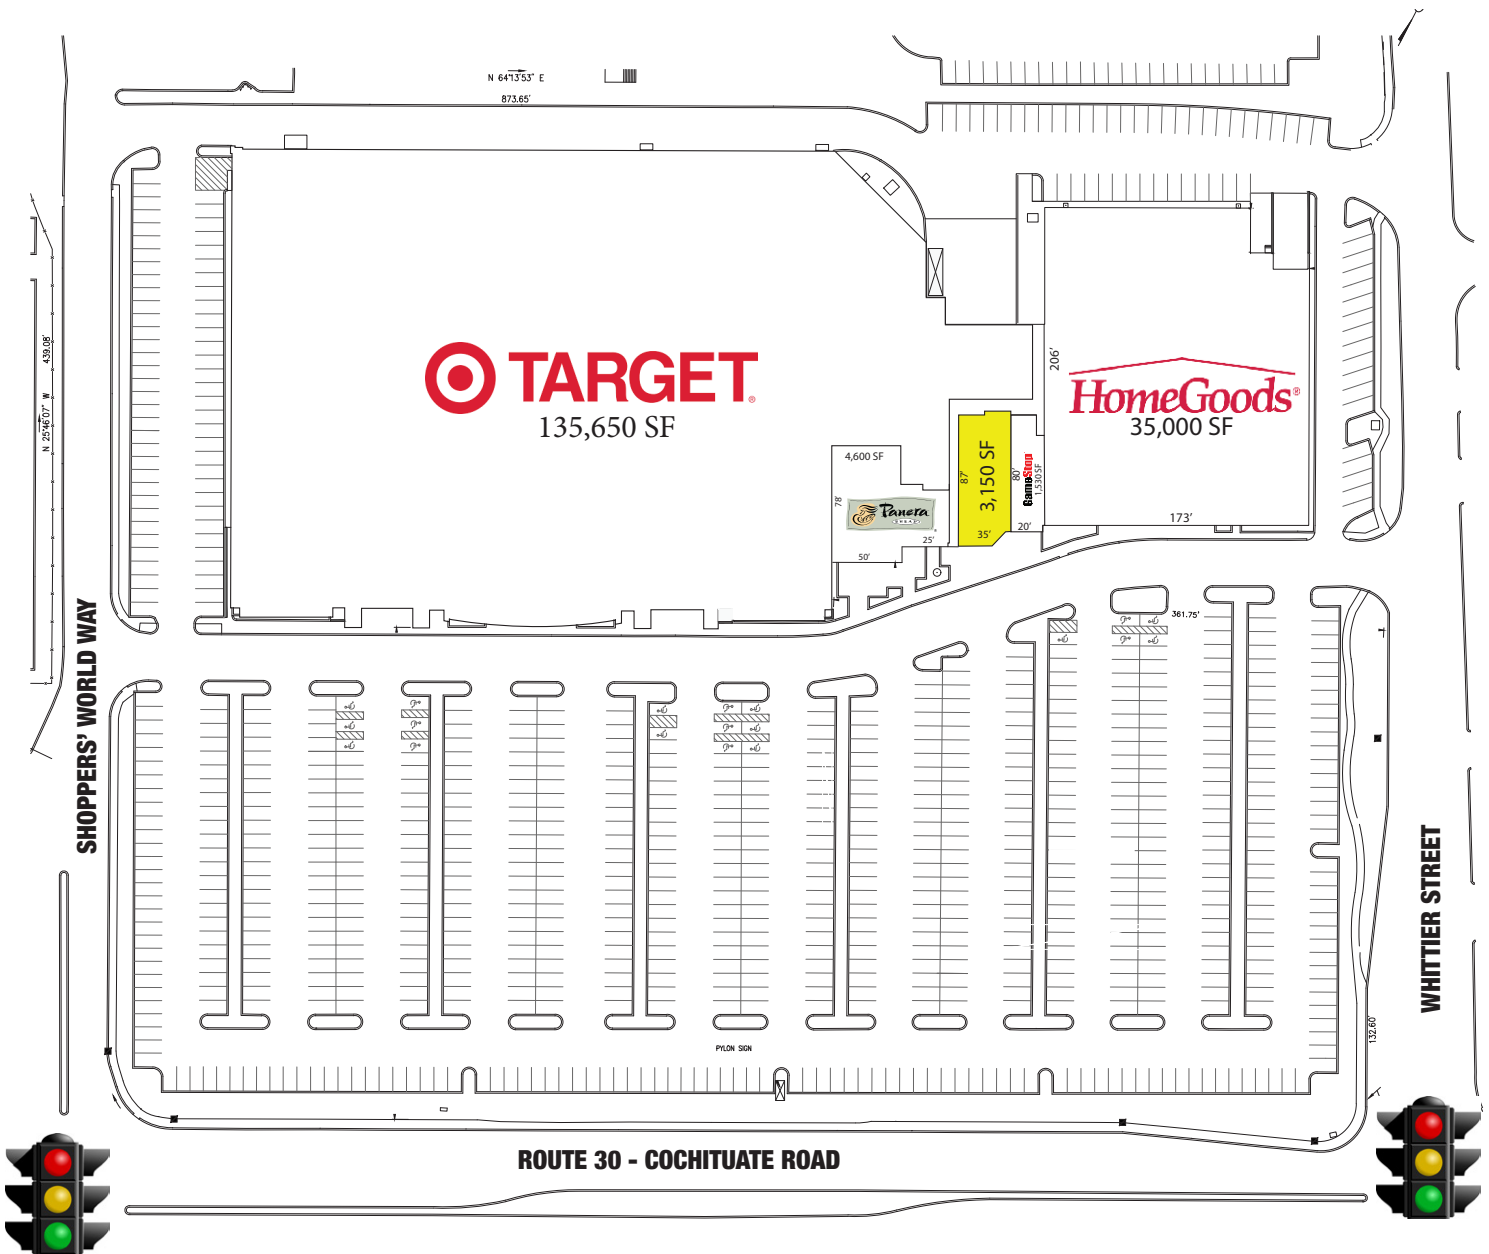 N 64°13'53" E
873.65'
N 25°46'07" W
439.08'
TARGET
135,650 SF
206'
HomeGoods®
35,000 SF
173'
4,600 SF
78'
Panera
BREAD
25'
50'
87'
3,150 SF
35'
80'
GameStop
1,530 SF
20'
361.75'
SHOPPERS' WORLD WAY
WHITTIER STREET
132.60'
PYLON SIGN
ROUTE 30 - COCHITUATE ROAD